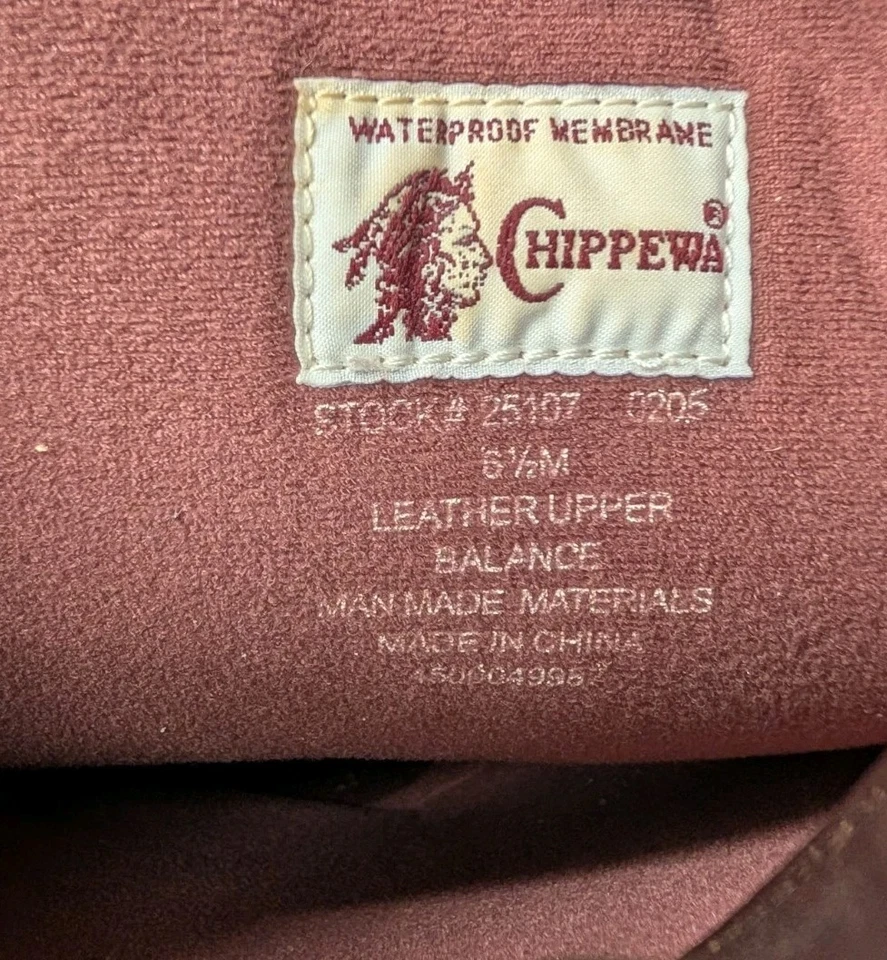 WATERPROOF MEMBRANE
CHIPPEWA®
STOCK# 25107 0205
6½M
LEATHER UPPER
BALANCE
MAN MADE MATERIALS
MADE IN CHINA